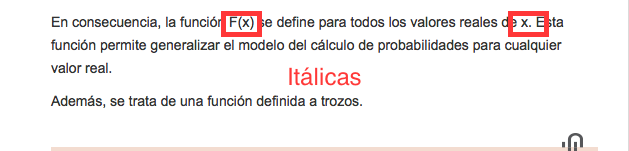 En consecuencia, la función F(x) se define para todos los valores reales de x. Esta
función permite generalizar el modelo del cálculo de probabilidades para cualquier
valor real.
Itálicas
Además, se trata de una función definida a trozos.